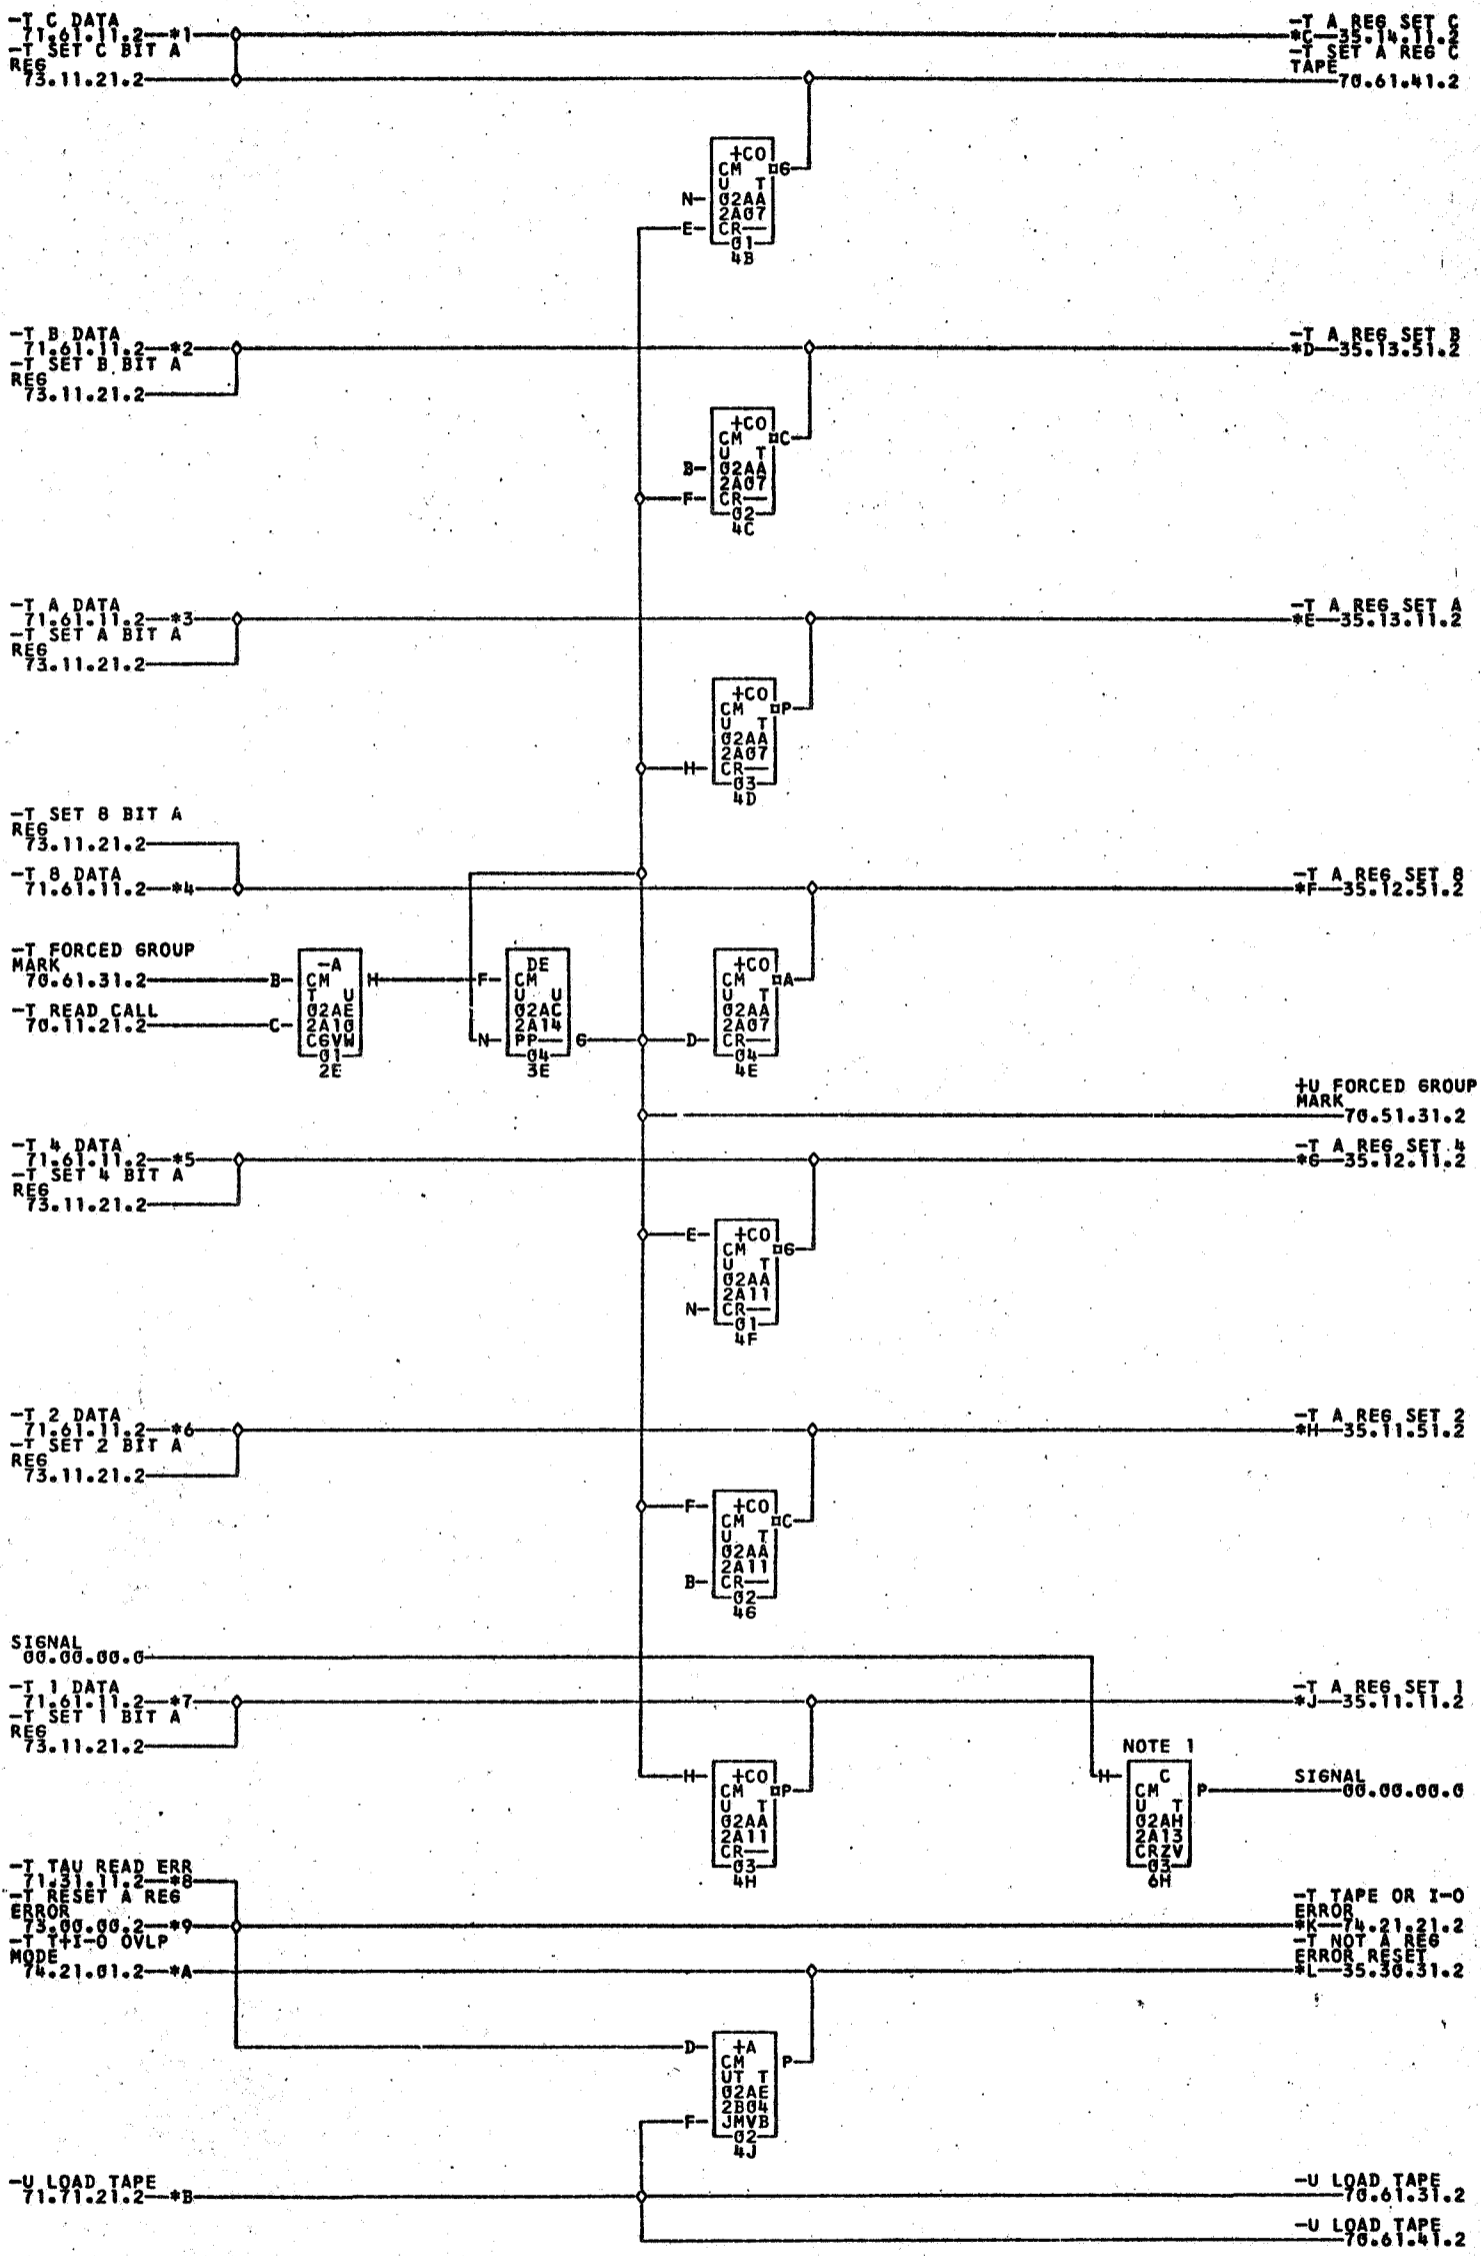 -T C DATA
71.61.11.2—*1
-T SET C BIT A
REG
73.11.21.2
-T A REG SET C
*C—35.14.11.2
-T SET A REG C
TAPE
70.61.41.2
+CO
CM ¤G
U T
N- 02AA
2A07
E- CR—
01
4B
-T B DATA
71.61.11.2—*2
-T SET B BIT A
REG
73.11.21.2
-T A REG SET B
*D—35.13.51.2
+CO
CM ¤C
U T
B- 02AA
2A07
F- CR—
02
4C
-T A DATA
71.61.11.2—*3
-T SET A BIT A
REG
73.11.21.2
-T A REG SET A
*E—35.13.11.2
+CO
CM ¤P
U T
02AA
2A07
H- CR—
03
4D
-T SET 8 BIT A
REG
73.11.21.2
-T 8 DATA
71.61.11.2—*4
-T A REG SET 8
*F—35.12.51.2
-T FORCED GROUP
MARK
70.61.31.2
-T READ CALL
70.11.21.2
-A
B- CM H
T U
02AE
C- 2A10
CGVW
01
2E
DE
F- CM
U U
02AC
2A14
N- PP— G
04
3E
+CO
CM ¤A
U T
02AA
2A07
D- CR—
04
4E
+U FORCED GROUP
MARK
70.51.31.2
-T 4 DATA
71.61.11.2—*5
-T SET 4 BIT A
REG
73.11.21.2
-T A REG SET 4
*G—35.12.11.2
E- +CO
CM ¤G
U T
02AA
2A11
N- CR—
01
4F
-T 2 DATA
71.61.11.2—*6
-T SET 2 BIT A
REG
73.11.21.2
-T A REG SET 2
*H—35.11.51.2
F- +CO
CM ¤C
U T
02AA
2A11
B- CR—
02
4G
SIGNAL
00.00.00.0
-T 1 DATA
71.61.11.2—*7
-T SET 1 BIT A
REG
73.11.21.2
-T A REG SET 1
*J—35.11.11.2
H- +CO
CM ¤P
U T
02AA
2A11
CR—
03
4H
NOTE 1
H- C
CM P
U T
02AH
2A13
CRZV
03
6H
SIGNAL
00.00.00.0
-T TAU READ ERR
71.31.11.2—*8
-T RESET A REG
ERROR
73.00.00.2—*9
-T T+I-O OVLP
MODE
74.21.01.2—*A
-T TAPE OR I-O
ERROR
*K—74.21.21.2
-T NOT A REG
ERROR RESET
*L—35.30.31.2
D- +A
CM P
UT T
02AE
2B04
F- JMVB
02
4J
-U LOAD TAPE
71.71.21.2—*B
-U LOAD TAPE
70.61.31.2
-U LOAD TAPE
70.61.41.2